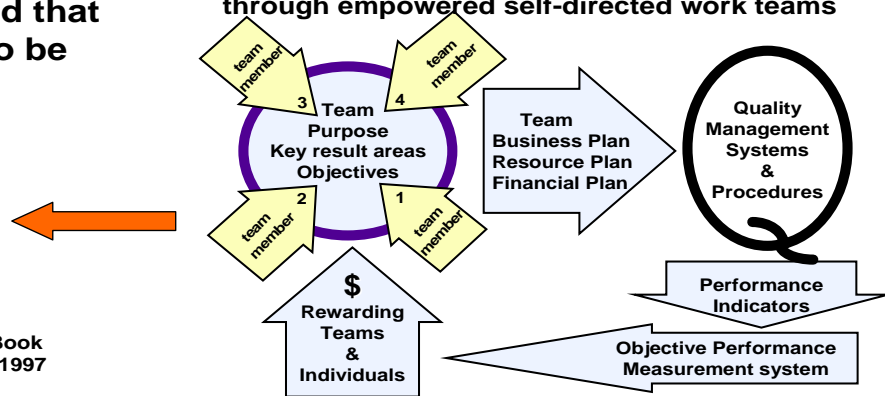 d that
o be
through empowered self-directed work teams
team
member
3
team
member
4
Team
Purpose
Key result areas
Objectives
team
member
2
team
member
1
Team
Business Plan
Resource Plan
Financial Plan
Quality
Management
Systems
&
Procedures
Performance
Indicators
Objective Performance
Measurement system
$
Rewarding
Teams
&
Individuals
Book
1997